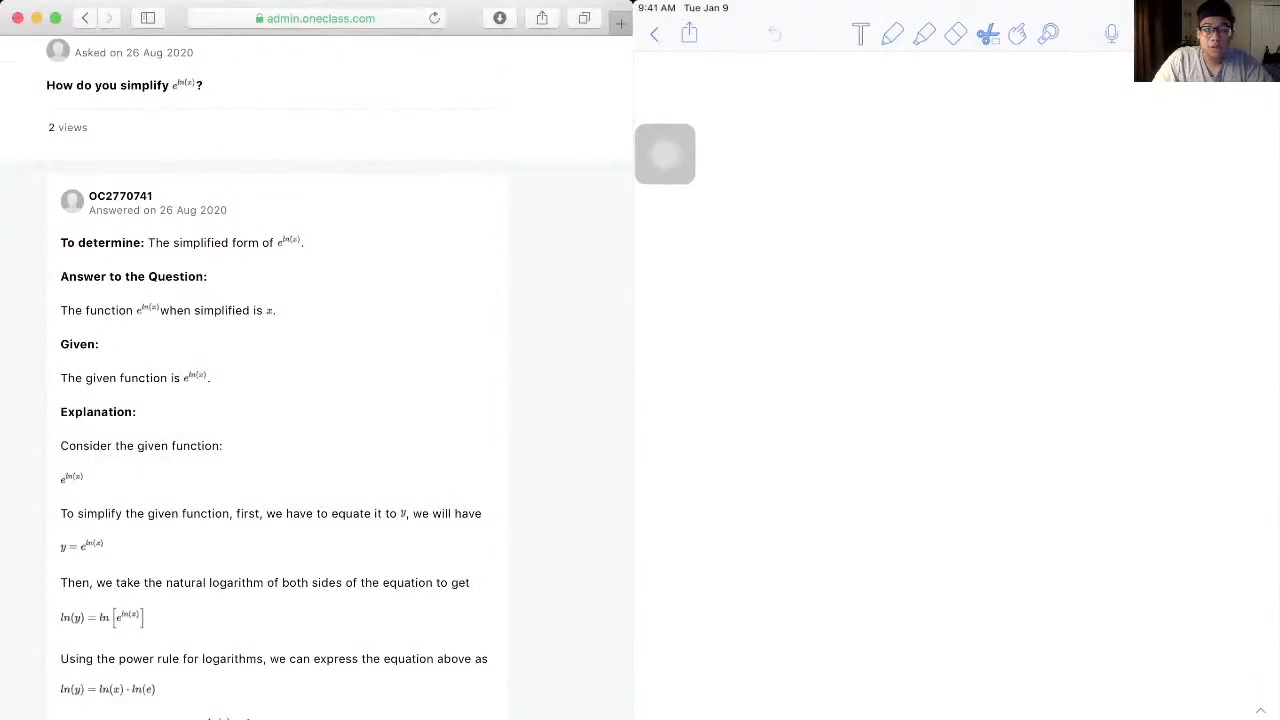 admin.oneclass.com
9:41 AM Tue Jan 9
Asked on 26 Aug 2020
How do you simplify e^ln(x)?
2 views
OC2770741
Answered on 26 Aug 2020
To determine: The simplified form of e^ln(x).
Answer to the Question:
The function e^ln(x) when simplified is x.
Given:
The given function is e^ln(x).
Explanation:
Consider the given function:
e^ln(x)
To simplify the given function, first, we have to equate it to y, we will have
y = e^ln(x)
Then, we take the natural logarithm of both sides of the equation to get
ln(y) = ln [e^ln(x)]
Using the power rule for logarithms, we can express the equation above as
ln(y) = ln(x) · ln(e)